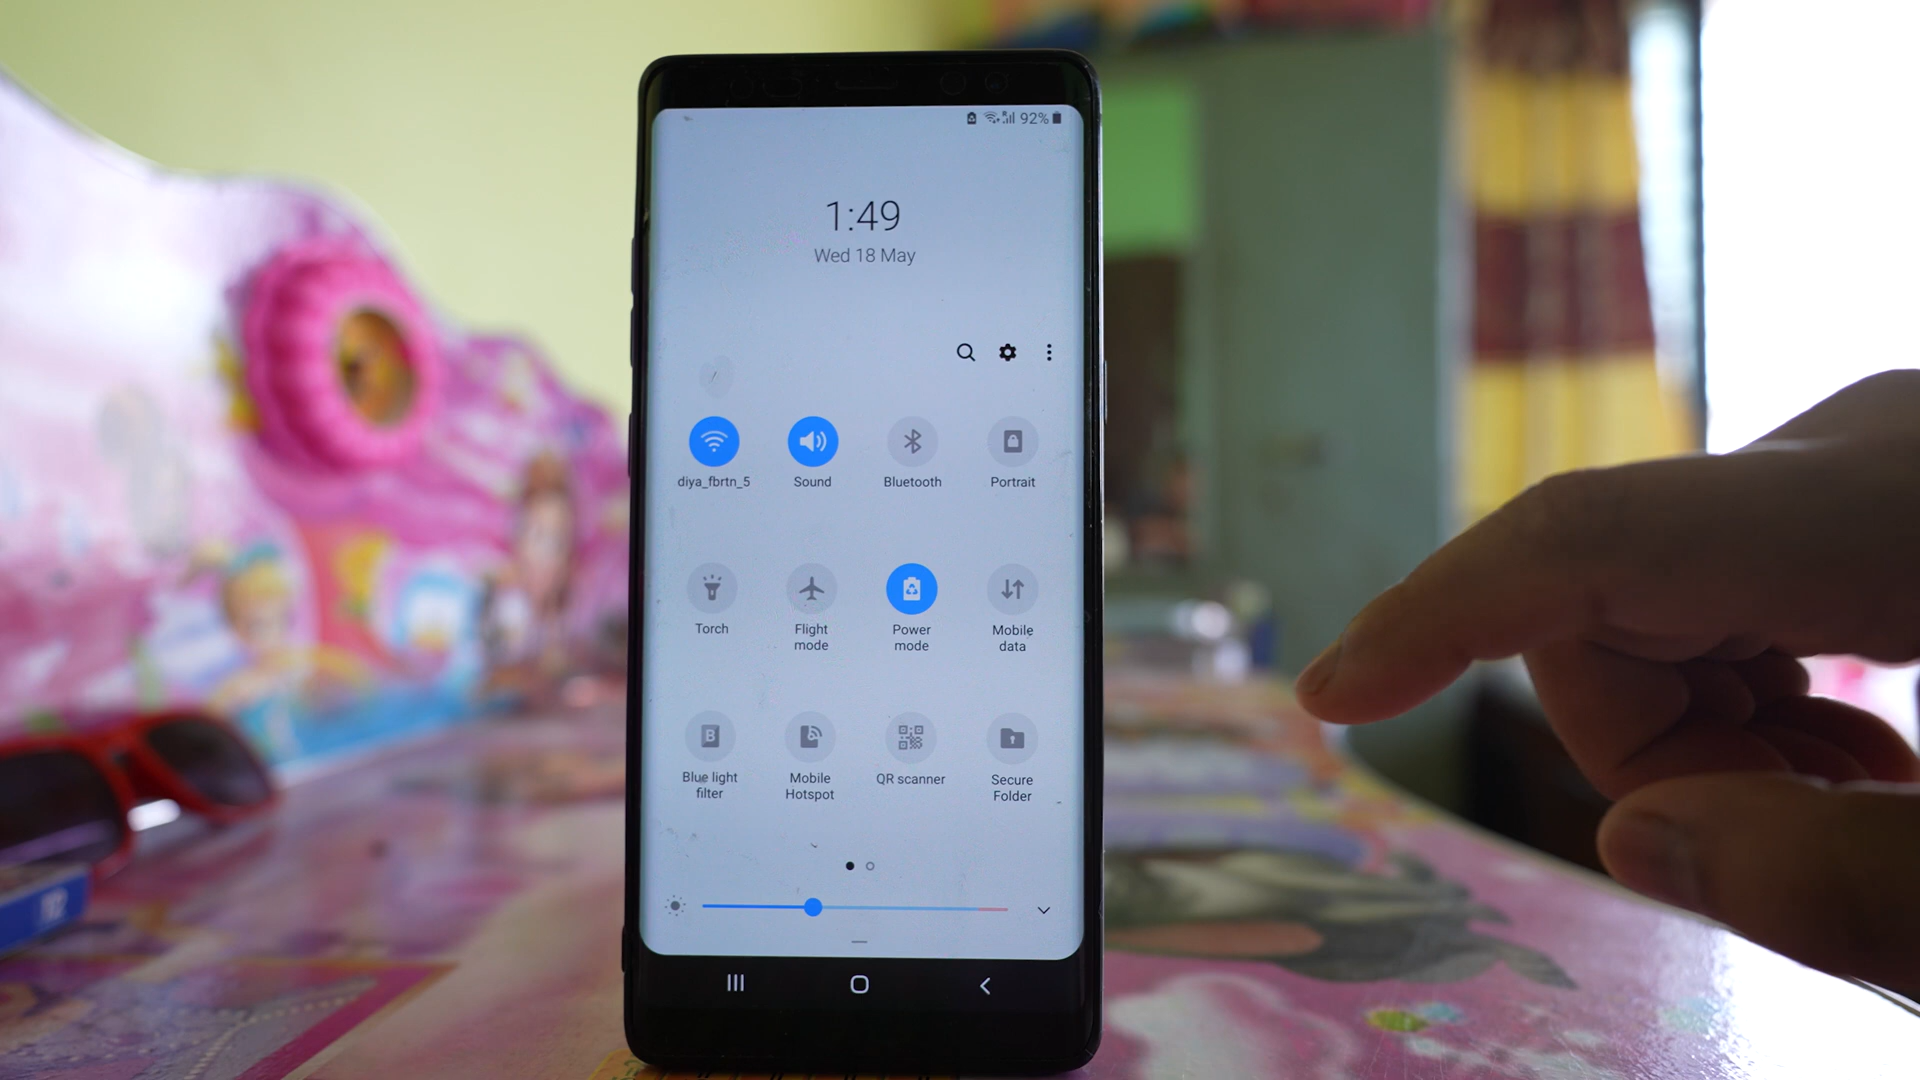 92%
1:49
Wed 18 May
diya_fbrtn_5
Sound
Bluetooth
Portrait
Torch
Flight
mode
Power
mode
Mobile
data
Blue light
filter
Mobile
Hotspot
QR scanner
Secure
Folder